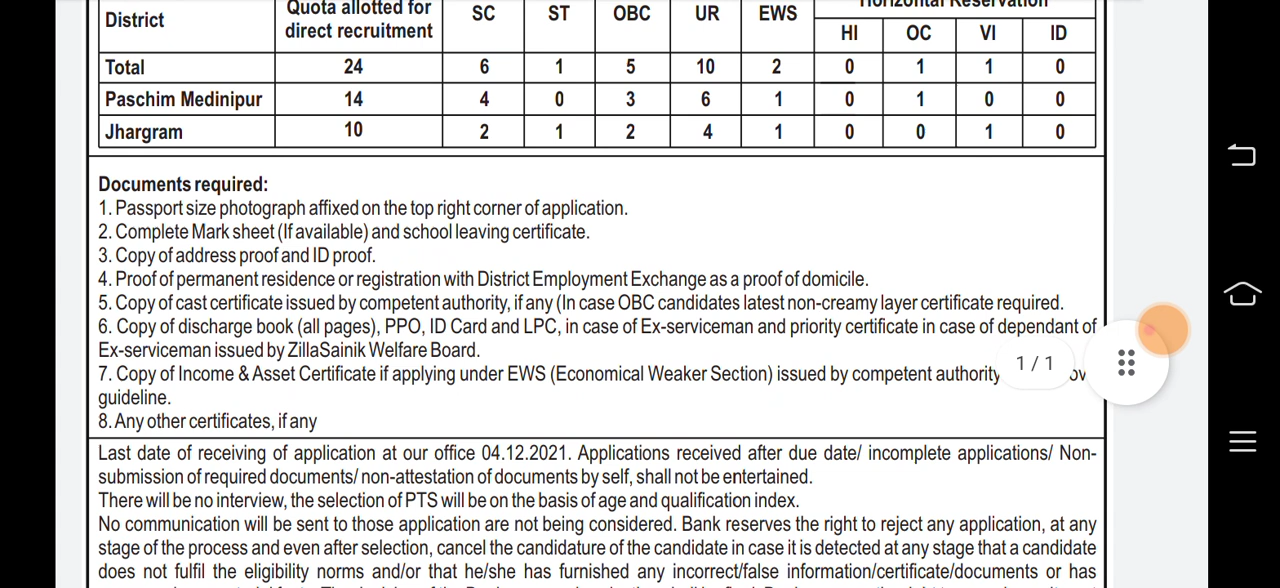 District Quota allotted for direct recruitment SC ST OBC UR EWS Horizontal Reservation
HI OC VI ID
Total 24 6 1 5 10 2 0 1 1 0
Paschim Medinipur 14 4 0 3 6 1 0 1 0 0
Jhargram 10 2 1 2 4 1 0 0 1 0
Documents required:
1. Passport size photograph affixed on the top right corner of application.
2. Complete Mark sheet (If available) and school leaving certificate.
3. Copy of address proof and ID proof.
4. Proof of permanent residence or registration with District Employment Exchange as a proof of domicile.
5. Copy of cast certificate issued by competent authority, if any (In case OBC candidates latest non-creamy layer certificate required.
6. Copy of discharge book (all pages), PPO, ID Card and LPC, in case of Ex-serviceman and priority certificate in case of dependant of
Ex-serviceman issued by ZillaSainik Welfare Board.
7. Copy of Income & Asset Certificate if applying under EWS (Economical Weaker Section) issued by competent authority
guideline.
8. Any other certificates, if any
1 / 1
Last date of receiving of application at our office 04.12.2021. Applications received after due date/ incomplete applications/ Non-
submission of required documents/ non-attestation of documents by self, shall not be entertained.
There will be no interview, the selection of PTS will be on the basis of age and qualification index.
No communication will be sent to those application are not being considered. Bank reserves the right to reject any application, at any
stage of the process and even after selection, cancel the candidature of the candidate in case it is detected at any stage that a candidate
does not fulfil the eligibility norms and/or that he/she has furnished any incorrect/false information/certificate/documents or has